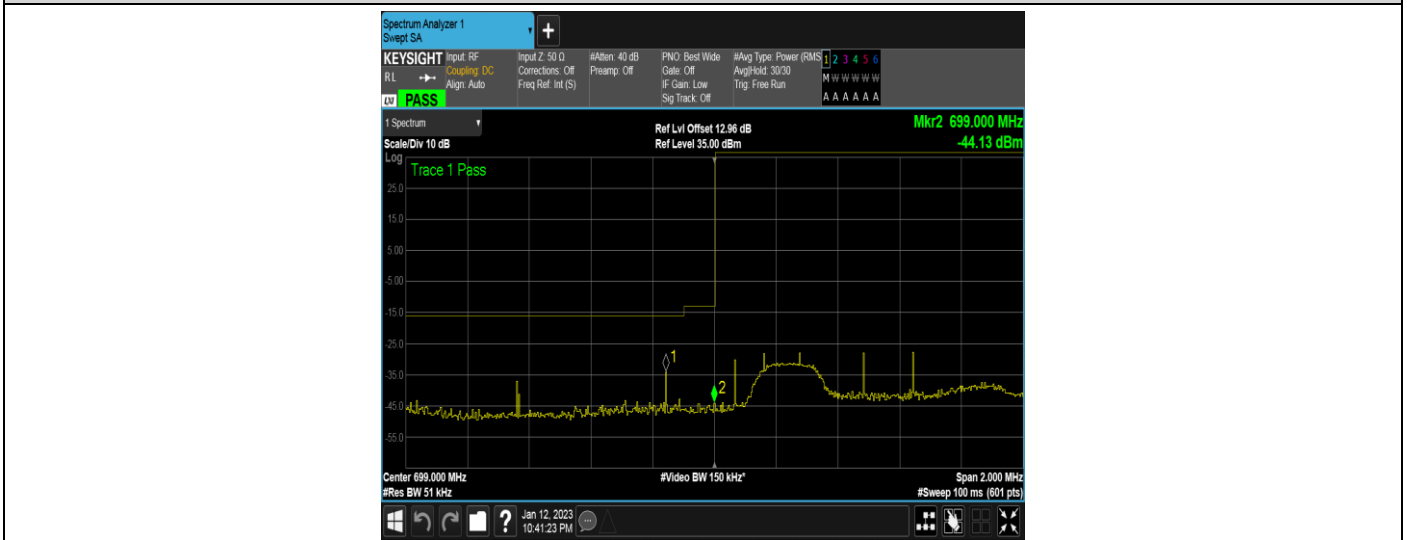 Spectrum Analyzer 1
Swept SA
+
KEYSIGHT Input: RF Input Z: 50 Ω #Atten: 40 dB PNO: Best Wide #Avg Type: Power (RMS 1 2 3 4 5 6
RL Coupling: DC Corrections: Off Preamp: Off Gate: Off Avg|Hold: 30/30 M W W W W W
Align: Auto Freq Ref: Int (S) IF Gain: Low Trig: Free Run
LXI PASS Sig Track: Off A A A A A A
1 Spectrum Ref Lvl Offset 12.96 dB Mkr2 699.000 MHz
Scale/Div 10 dB Ref Level 35.00 dBm -44.13 dBm
Log
Trace 1 Pass
25.0
15.0
5.00
-5.00
-15.0
-25.0
1
-35.0
2
-45.0
-55.0
Center 699.000 MHz #Video BW 150 kHz* Span 2.000 MHz
#Res BW 51 kHz #Sweep 100 ms (601 pts)
? Jan 12, 2023
10:41:23 PM